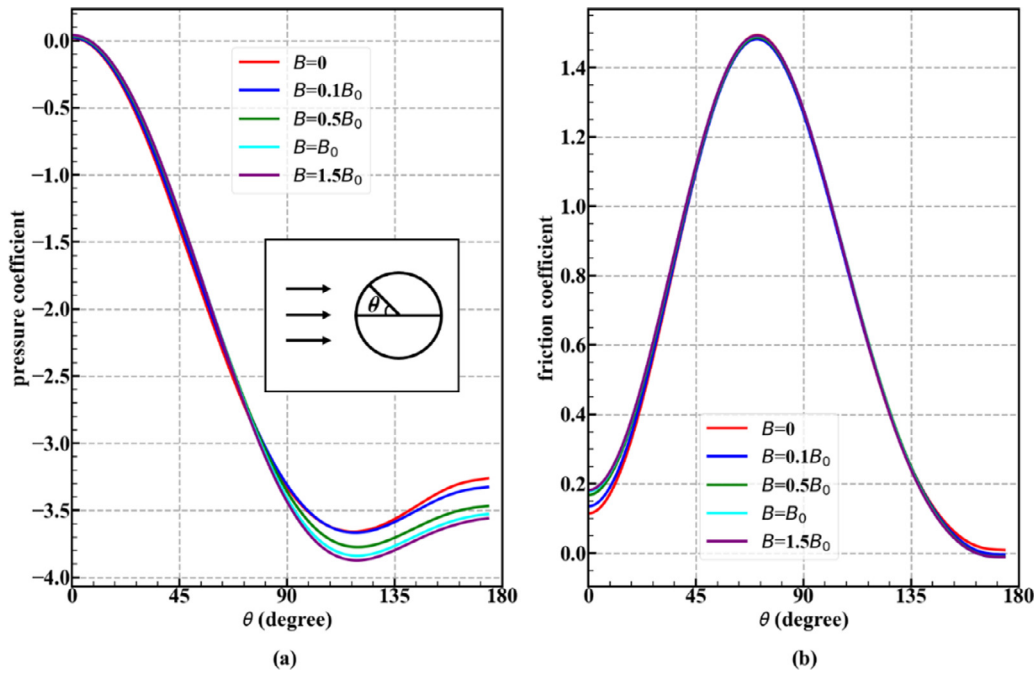 0.0
−0.5
−1.0
−1.5
−2.0
−2.5
−3.0
−3.5
−4.0
pressure coefficient
B=0
B=0.1B₀
B=0.5B₀
B=B₀
B=1.5B₀
θ
0 45 90 135 180
θ (degree)
(a)
1.4
1.2
1.0
0.8
0.6
0.4
0.2
0.0
friction coefficient
B=0
B=0.1B₀
B=0.5B₀
B=B₀
B=1.5B₀
0 45 90 135 180
θ (degree)
(b)